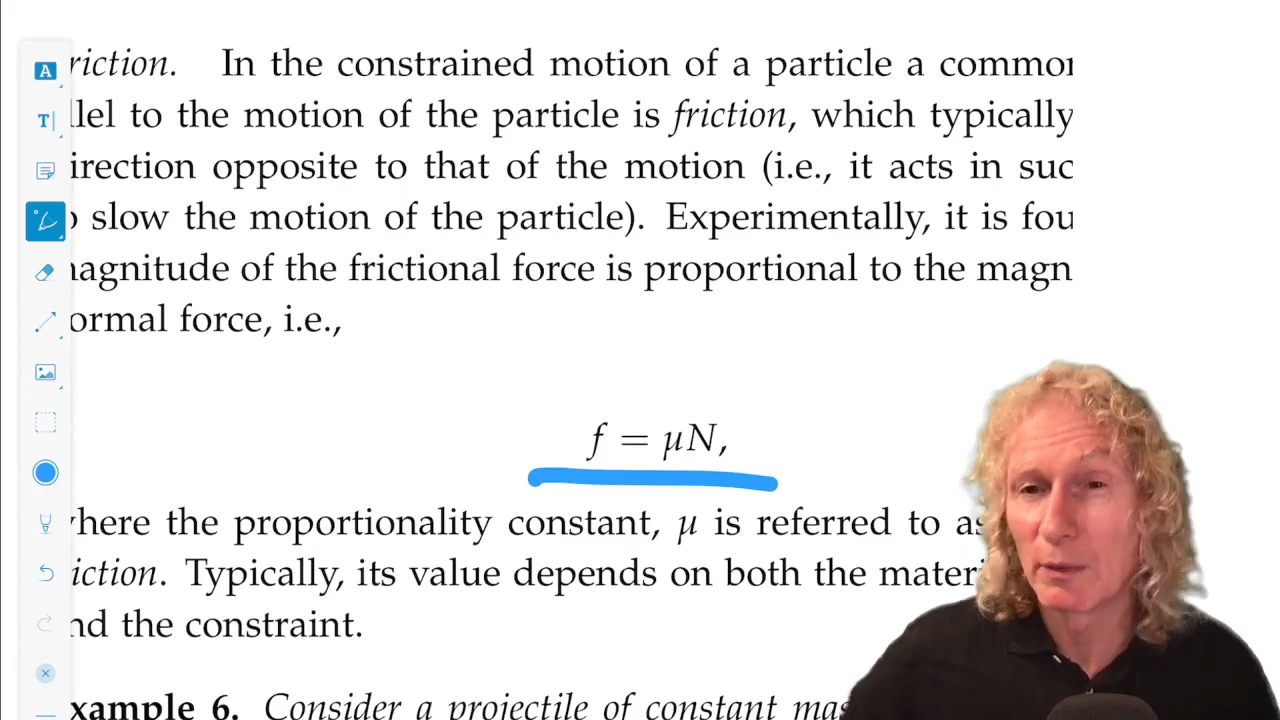 riction. In the constrained motion of a particle a common
llel to the motion of the particle is friction, which typically
irection opposite to that of the motion (i.e., it acts in suc
o slow the motion of the particle). Experimentally, it is fou
agnitude of the frictional force is proportional to the magn
ormal force, i.e.,
f = μN,
where the proportionality constant, μ is referred to as
iction. Typically, its value depends on both the materi
nd the constraint.
xample 6. Consider a projectile of constant mas
A
T